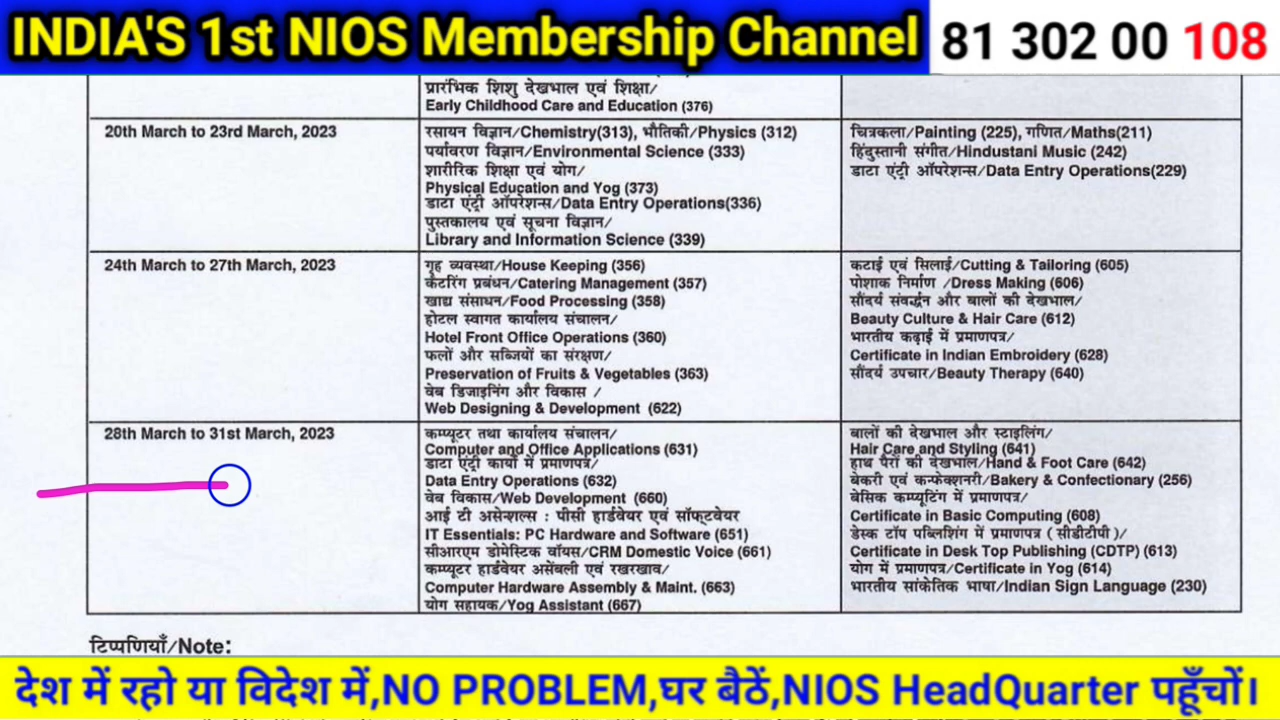 INDIA'S 1st NIOS Membership Channel 81 302 00 108
प्रारंभिक शिशु देखभाल एवं शिक्षा/
Early Childhood Care and Education (376)
20th March to 23rd March, 2023
रसायन विज्ञान/Chemistry(313), भौतिकी/Physics (312)
पर्यावरण विज्ञान/Environmental Science (333)
शारीरिक शिक्षा एवं योग/
Physical Education and Yog (373)
डाटा एंट्री ऑपरेशन्स/Data Entry Operations(336)
पुस्तकालय एवं सूचना विज्ञान/
Library and Information Science (339)
चित्रकला/Painting (225), गणित/Maths(211)
हिंदुस्तानी संगीत/Hindustani Music (242)
डाटा एंट्री ऑपरेशन्स/Data Entry Operations(229)
24th March to 27th March, 2023
गृह व्यवस्था/House Keeping (356)
कैटरिंग प्रबंधन/Catering Management (357)
खाद्य संसाधन/Food Processing (358)
होटल स्वागत कार्यालय संचालन/
Hotel Front Office Operations (360)
फलों और सब्जियों का संरक्षण/
Preservation of Fruits & Vegetables (363)
वेब डिजाइनिंग और विकास /
Web Designing & Development (622)
कटाई एवं सिलाई/Cutting & Tailoring (605)
पोशाक निर्माण /Dress Making (606)
सौंदर्य संवर्द्धन और बालों की देखभाल/
Beauty Culture & Hair Care (612)
भारतीय कढ़ाई में प्रमाणपत्र/
Certificate in Indian Embroidery (628)
सौंदर्य उपचार/Beauty Therapy (640)
28th March to 31st March, 2023
कम्प्यूटर तथा कार्यालय संचालन/
Computer and Office Applications (631)
डाटा एंट्री कार्यों में प्रमाणपत्र/
Data Entry Operations (632)
वेब विकास/Web Development (660)
आई टी असेन्शल्स : पीसी हार्डवेयर एवं सॉफ्टवेयर
IT Essentials: PC Hardware and Software (651)
सीआरएम डोमेस्टिक वॉयस/CRM Domestic Voice (661)
कम्प्यूटर हार्डवेयर असेंबली एवं रखरखाव/
Computer Hardware Assembly & Maint. (663)
योग सहायक/Yog Assistant (667)
बालों की देखभाल और स्टाइलिंग/
Hair Care and Styling (641)
हाथ पैरों की देखभाल/Hand & Foot Care (642)
बेकरी एवं कन्फेक्शनरी/Bakery & Confectionary (256)
बेसिक कम्प्यूटिंग में प्रमाणपत्र/
Certificate in Basic Computing (608)
डेस्क टॉप पब्लिशिंग में प्रमाणपत्र ( सीडीटीपी )/
Certificate in Desk Top Publishing (CDTP) (613)
योग में प्रमाणपत्र/Certificate in Yog (614)
भारतीय सांकेतिक भाषा/Indian Sign Language (230)
टिप्पणियाँ/Note:
देश में रहो या विदेश में,NO PROBLEM,घर बैठें,NIOS HeadQuarter पहूँचों।